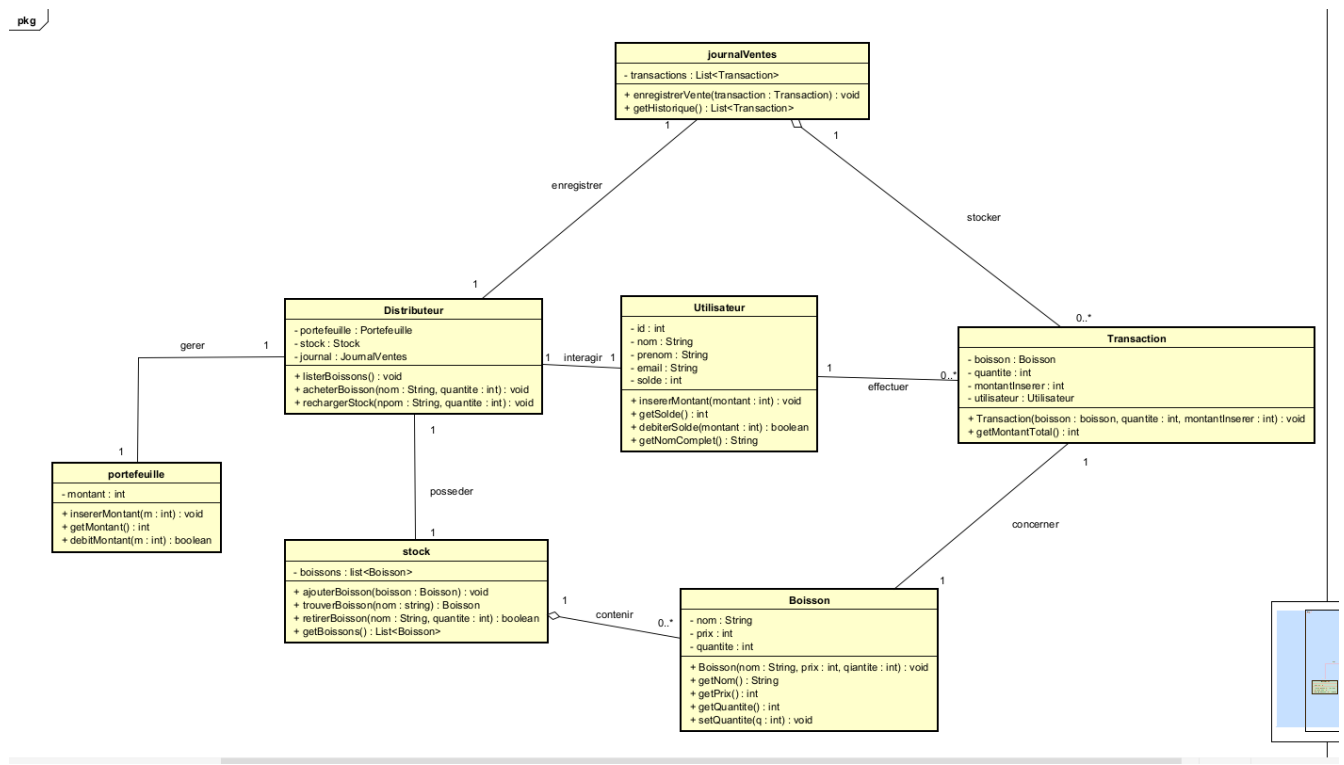 pkg
journalVentes
- transactions : List<Transaction>
+ enregistrerVente(transaction : Transaction) : void
+ getHistorique() : List<Transaction>
1
1
enregistrer
stocker
1
0..*
Distributeur
- portefeuille : Portefeuille
- stock : Stock
- journal : JournalVentes
+ listerBoissons() : void
+ acheterBoisson(nom : String, quantite : int) : void
+ rechargerStock(npom : String, quantite : int) : void
Utilisateur
- id : int
- nom : String
- prenom : String
- email : String
- solde : int
+ insererMontant(montant : int) : void
+ getSolde() : int
+ debiterSolde(montant : int) : boolean
+ getNomComplet() : String
Transaction
- boisson : Boisson
- quantite : int
- montantInserer : int
- utilisateur : Utilisateur
+ Transaction(boisson : boisson, quantite : int, montantInserer : int) : void
+ getMontantTotal() : int
gerer
1
1
1
interagir
1
1
effectuer
0..*
1
posseder
1
1
concerner
1
portefeuille
- montant : int
+ insererMontant(m : int) : void
+ getMontant() : int
+ debitMontant(m : int) : boolean
stock
- boissons : list<Boisson>
+ ajouterBoisson(boisson : Boisson) : void
+ trouverBoisson(nom : string) : Boisson
+ retirerBoisson(nom : String, quantite : int) : boolean
+ getBoissons() : List<Boisson>
1
contenir
0..*
Boisson
- nom : String
- prix : int
- quantite : int
+ Boisson(nom : String, prix : int, qiantite : int) : void
+ getNom() : String
+ getPrix() : int
+ getQuantite() : int
+ setQuantite(q : int) : void